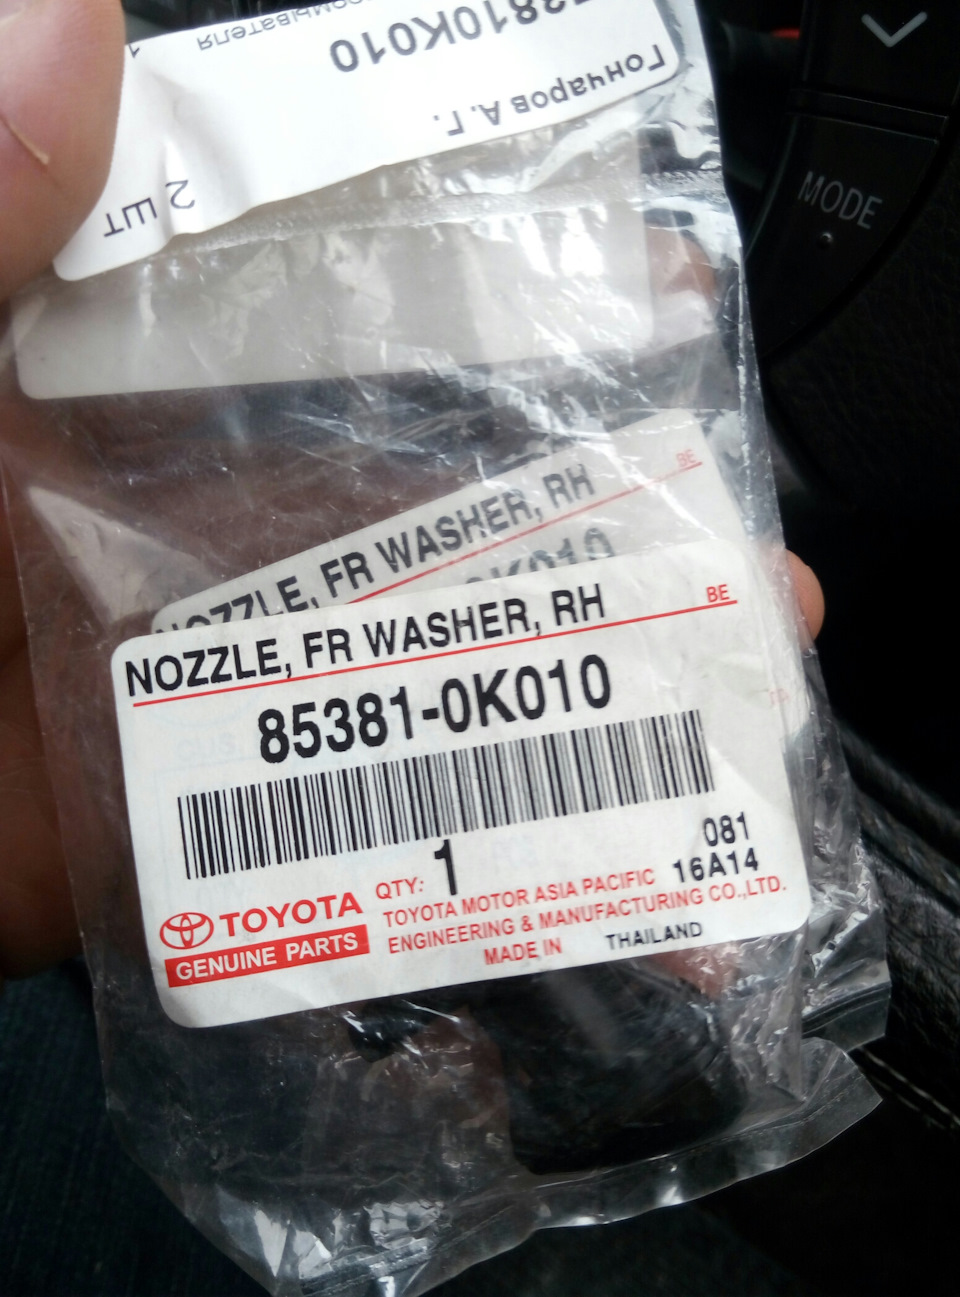 Гончаров А. Г.
2 ШТ
MODE
NOZZLE, FR WASHER, RH
BE
NOZZLE, FR WASHER, RH
BE
85381-0K010
081
QTY: 1
16A14
TOYOTA
GENUINE PARTS
TOYOTA MOTOR ASIA PACIFIC
ENGINEERING & MANUFACTURING CO.,LTD.
MADE IN THAILAND